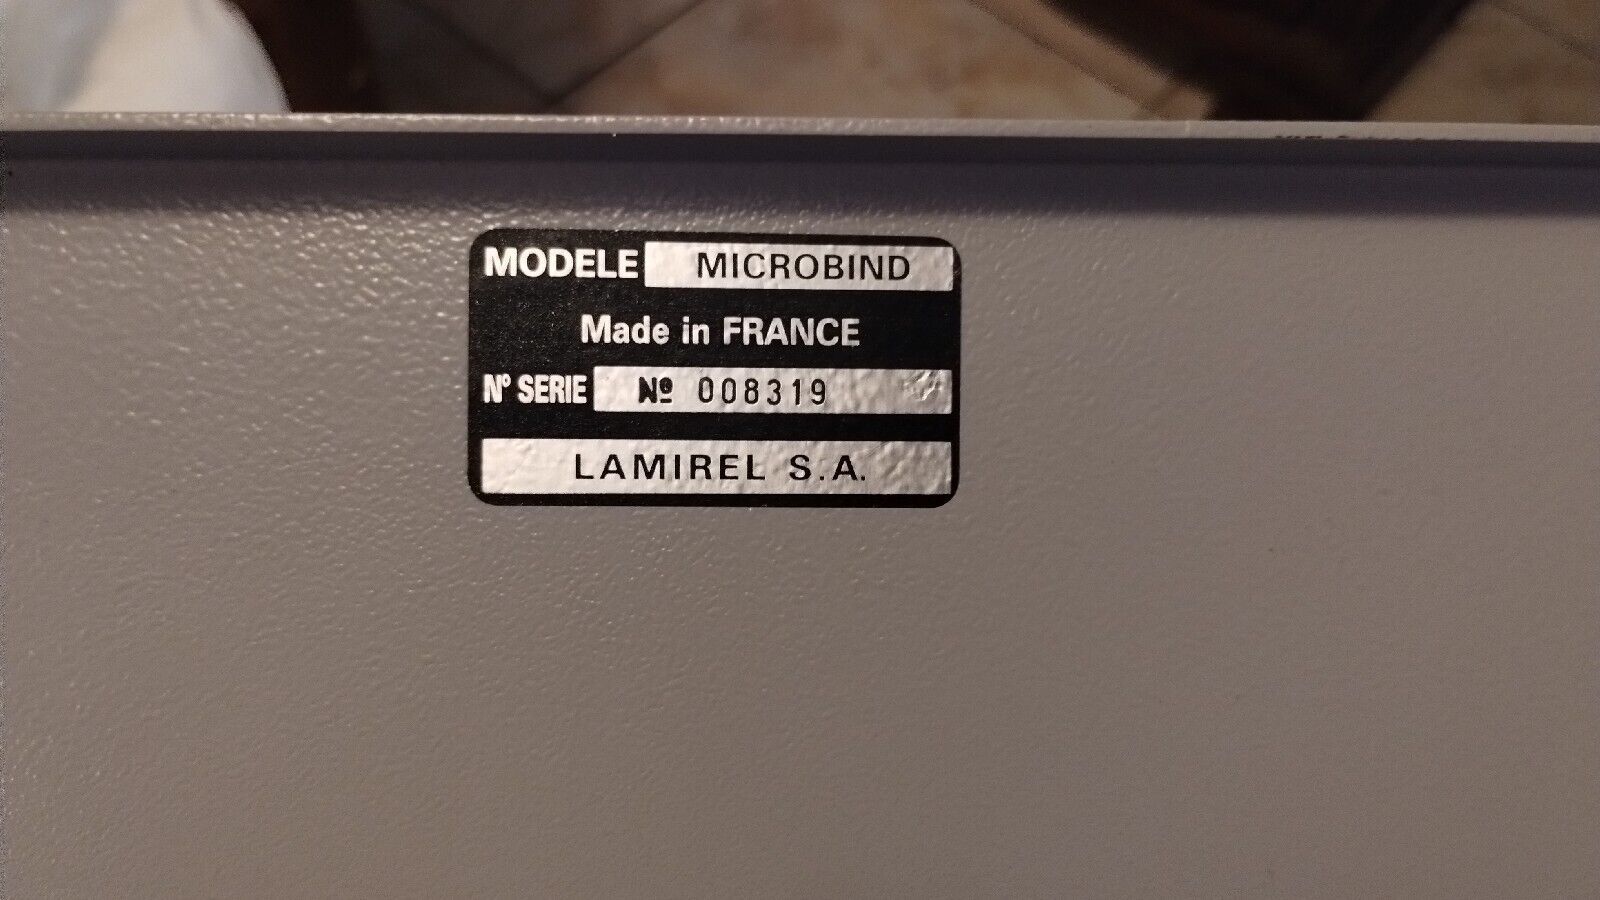 MODELE MICROBIND
Made in FRANCE
N° SERIE Nº 008319
LAMIREL S.A.